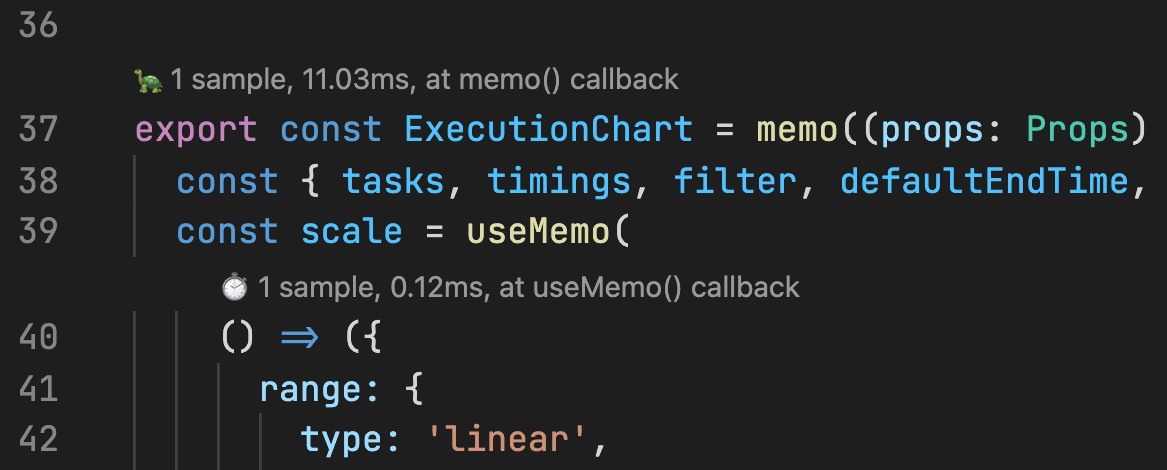 36
🐢 1 sample, 11.03ms, at memo() callback
37 export const ExecutionChart = memo((props: Props)
38 const { tasks, timings, filter, defaultEndTime,
39 const scale = useMemo(
⏱ 1 sample, 0.12ms, at useMemo() callback
40 () => ({
41 range: {
42 type: 'linear',